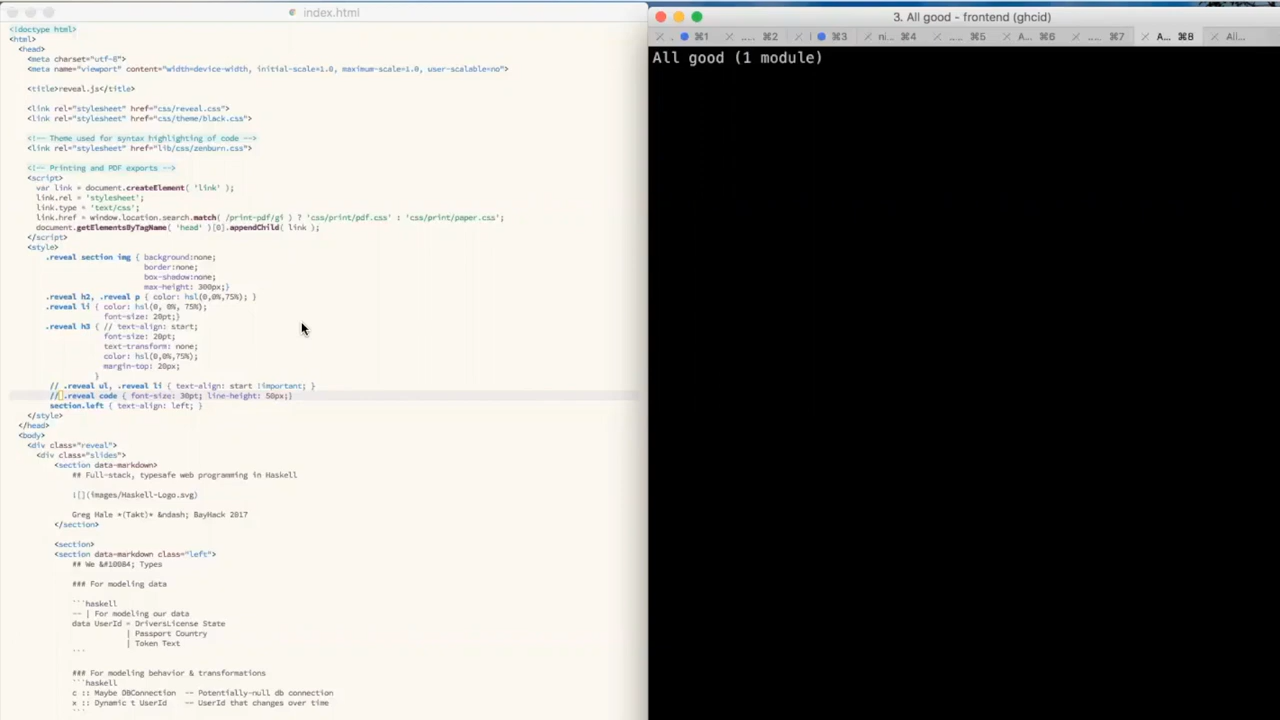 index.html
<!doctype html>
<html>
<head>
<meta charset="utf-8">
<meta name="viewport" content="width=device-width, initial-scale=1.0, maximum-scale=1.0, user-scalable=no">
<title>reveal.js</title>
<link rel="stylesheet" href="css/reveal.css">
<link rel="stylesheet" href="css/theme/black.css">
<!-- Theme used for syntax highlighting of code -->
<link rel="stylesheet" href="lib/css/zenburn.css">
<!-- Printing and PDF exports -->
<script>
var link = document.createElement( 'link' );
link.rel = 'stylesheet';
link.type = 'text/css';
link.href = window.location.search.match( /print-pdf/gi ) ? 'css/print/pdf.css' : 'css/print/paper.css';
document.getElementsByTagName( 'head' )[0].appendChild( link );
</script>
<style>
.reveal section img { background:none;
border:none;
box-shadow:none;
max-height: 300px;}
.reveal h2, .reveal p { color: hsl(0,0%,75%); }
.reveal li { color: hsl(0, 0%, 75%);
font-size: 20pt;}
.reveal h3 { // text-align: start;
font-size: 20pt;
text-transform: none;
color: hsl(0,0%,75%);
margin-top: 20px;
}
// .reveal ul, .reveal li { text-align: start !important; }
// .reveal code { font-size: 30pt; line-height: 50px;}
section.left { text-align: left; }
</style>
</head>
<body>
<div class="reveal">
<div class="slides">
<section data-markdown>
## Full-stack, typesafe web programming in Haskell
![](images/Haskell-Logo.svg)
Greg Hale *(Takt)* &ndash; BayHack 2017
</section>
<section>
<section data-markdown class="left">
## We &#10084; Types
### For modeling data
```haskell
-- | For modeling our data
data UserId = DriversLicense State
| Passport Country
| Token Text
```
### For modeling behavior & transformations
```haskell
c :: Maybe DBConnection -- Potentially-null db connection
x :: Dynamic t UserId -- UserId that changes over time
```
3. All good - frontend (ghcid)
⌘1 .... ⌘2 ⌘3 ni... ⌘4 ...... ⌘5 A... ⌘6 .... ⌘7 A... ⌘8 All...
All good (1 module)